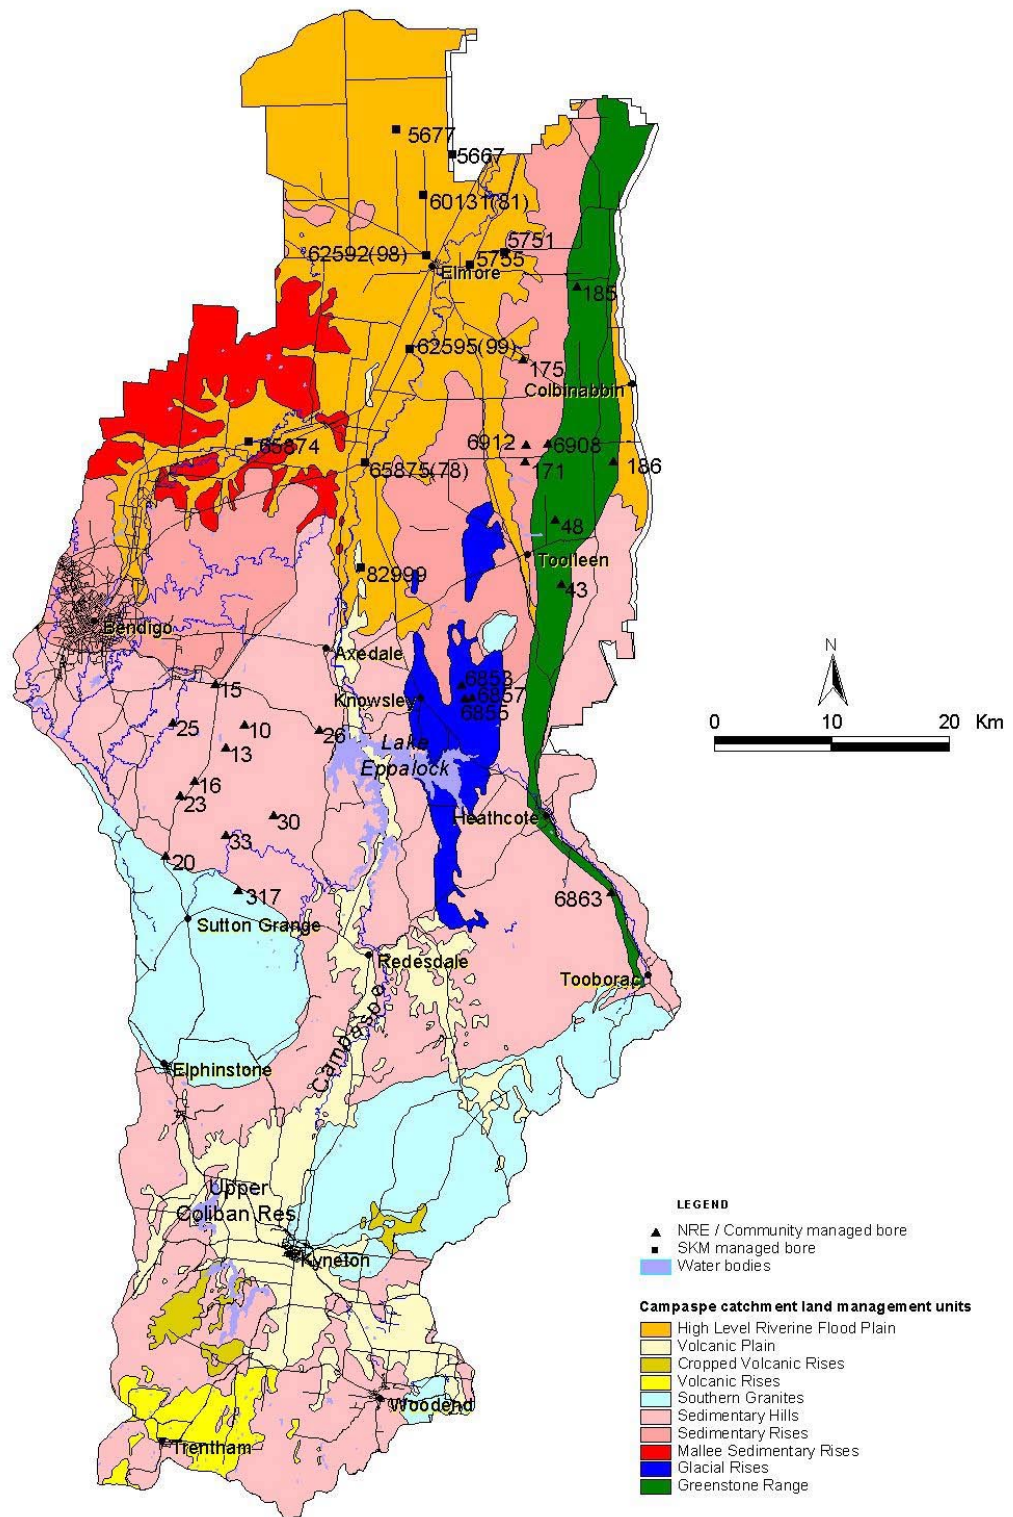 5677
5667
60131(81)
5751
62592(98)
5755
Elmore
185
62595(99)
175
Colbinabbin
65874
6912
6908
65875(78)
171
186
48
Toolleen
82999
43
Bendigo
Axedale
N
15
6853
Knowsley
6857
6855
25
10
26
0 10 20 Km
13
Lake
Eppalock
16
23
30
Heathcote
33
20
317
6863
Sutton Grange
Redesdale
Tooborac
Campaspe
Elphinstone
Upper
Coliban Res
Kyneton
Woodend
Trentham
LEGEND
NRE / Community managed bore
SKM managed bore
Water bodies
Campaspe catchment land management units
High Level Riverine Flood Plain
Volcanic Plain
Cropped Volcanic Rises
Volcanic Rises
Southern Granites
Sedimentary Hills
Sedimentary Rises
Mallee Sedimentary Rises
Glacial Rises
Greenstone Range